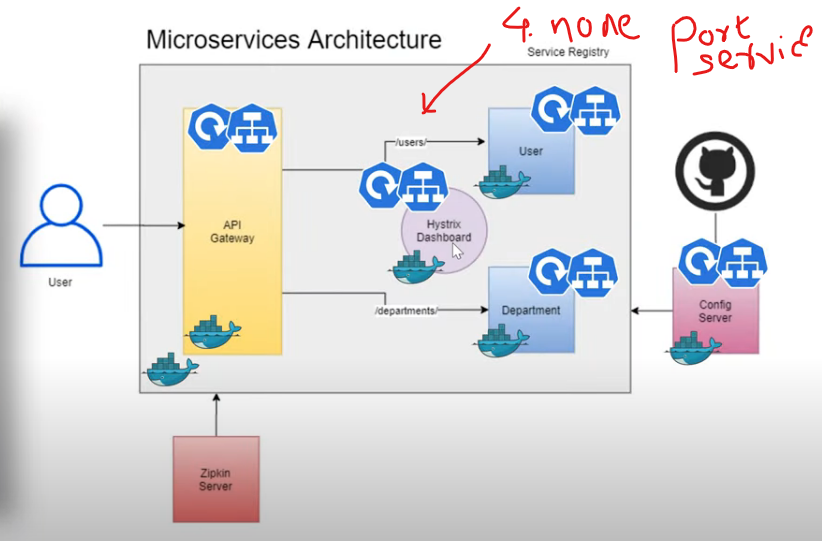 4. node Port
service
Microservices Architecture
Service Registry
/users/
User
API
Gateway
Hystrix
Dashboard
User
/departments/
Department
Config
Server
Zipkin
Server